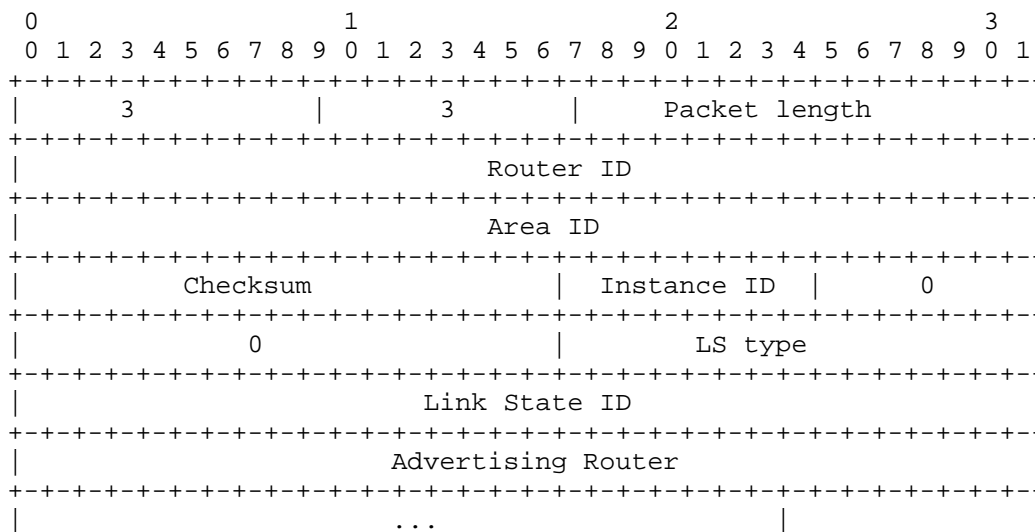 0                   1                   2                   3
 0 1 2 3 4 5 6 7 8 9 0 1 2 3 4 5 6 7 8 9 0 1 2 3 4 5 6 7 8 9 0 1
+-+-+-+-+-+-+-+-+-+-+-+-+-+-+-+-+-+-+-+-+-+-+-+-+-+-+-+-+-+-+-+-
|      3           |       3       |     Packet length
+-+-+-+-+-+-+-+-+-+-+-+-+-+-+-+-+-+-+-+-+-+-+-+-+-+-+-+-+-+-+-+-
|                             Router ID
+-+-+-+-+-+-+-+-+-+-+-+-+-+-+-+-+-+-+-+-+-+-+-+-+-+-+-+-+-+-+-+-
|                             Area ID
+-+-+-+-+-+-+-+-+-+-+-+-+-+-+-+-+-+-+-+-+-+-+-+-+-+-+-+-+-+-+-+-
|          Checksum               |  Instance ID  |      0
+-+-+-+-+-+-+-+-+-+-+-+-+-+-+-+-+-+-+-+-+-+-+-+-+-+-+-+-+-+-+-+-
|              0                  |        LS type
+-+-+-+-+-+-+-+-+-+-+-+-+-+-+-+-+-+-+-+-+-+-+-+-+-+-+-+-+-+-+-+-
|                         Link State ID
+-+-+-+-+-+-+-+-+-+-+-+-+-+-+-+-+-+-+-+-+-+-+-+-+-+-+-+-+-+-+-+-
|                       Advertising Router
+-+-+-+-+-+-+-+-+-+-+-+-+-+-+-+-+-+-+-+-+-+-+-+-+-+-+-+-+-+-+-+-
|                       ...                     |